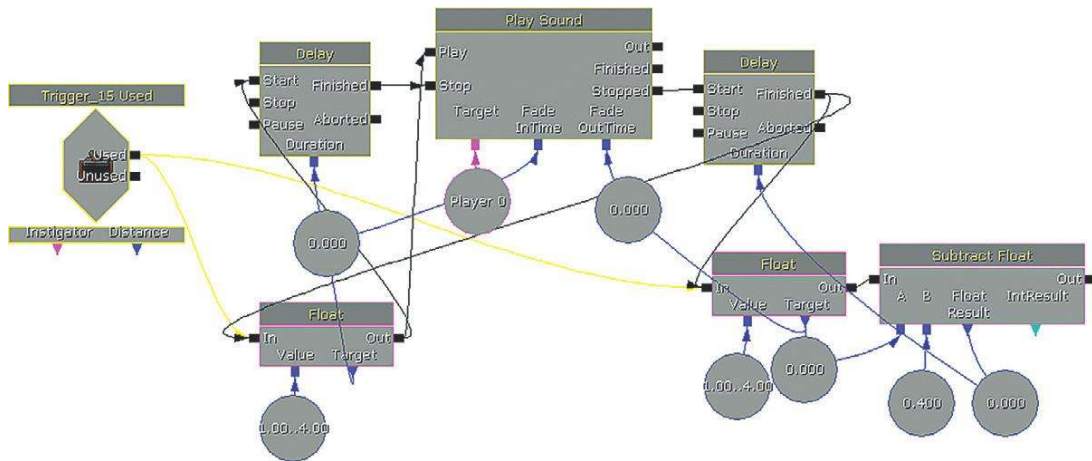 Trigger_15 Used
Used
Unused
Instigator Distance
Delay
Start Finished
Stop
Pause Aborted
Duration
0.000
Float
In Out
Value Target
1.00..4.00
Play Sound
Play Out
Finished
Stop Stopped
Target Fade Fade
InTime OutTime
Player 0
0.000
Delay
Start Finished
Stop
Pause Aborted
Duration
Float
In Out
Value Target
1.00..4.00
0.000
Subtract Float
In Out
A B Float IntResult
Result
0.400
0.000